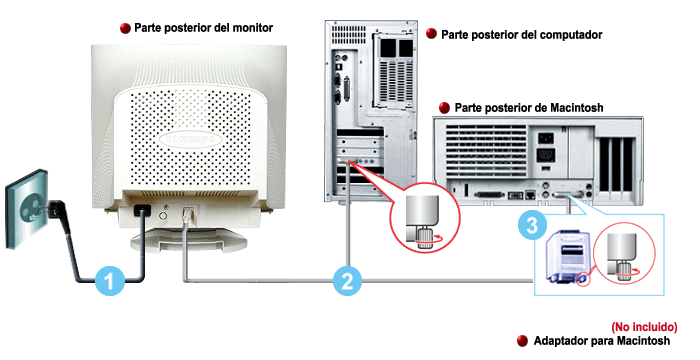 Parte posterior del monitor
Parte posterior del computador
Parte posterior de Macintosh
1
2
3
(No incluido)
Adaptador para Macintosh